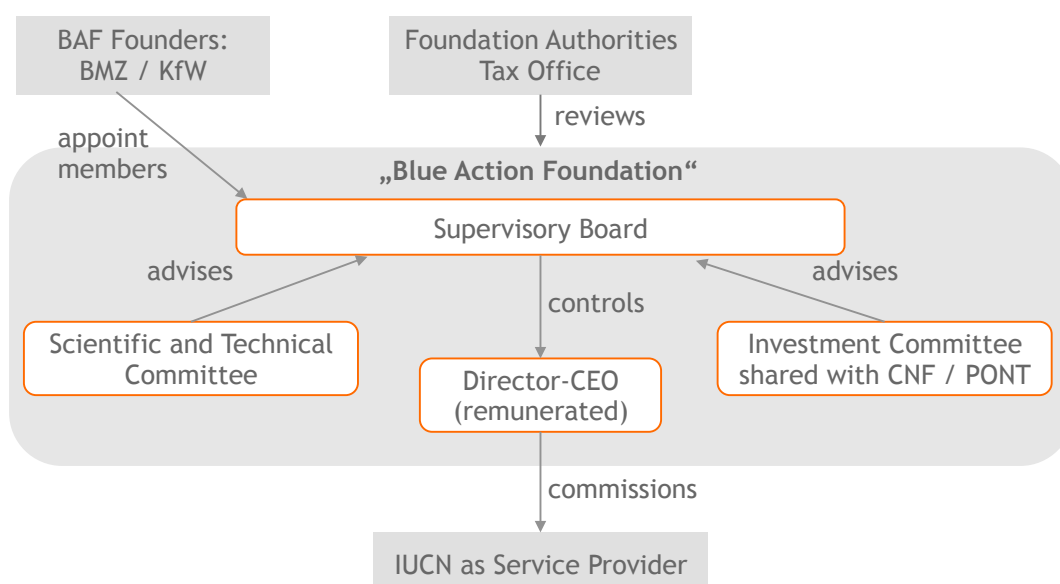 BAF Founders:
BMZ / KfW
Foundation Authorities
Tax Office
appoint
members
reviews
„Blue Action Foundation“
Supervisory Board
advises
controls
advises
Scientific and Technical
Committee
Director-CEO
(remunerated)
Investment Committee
shared with CNF / PONT
commissions
IUCN as Service Provider